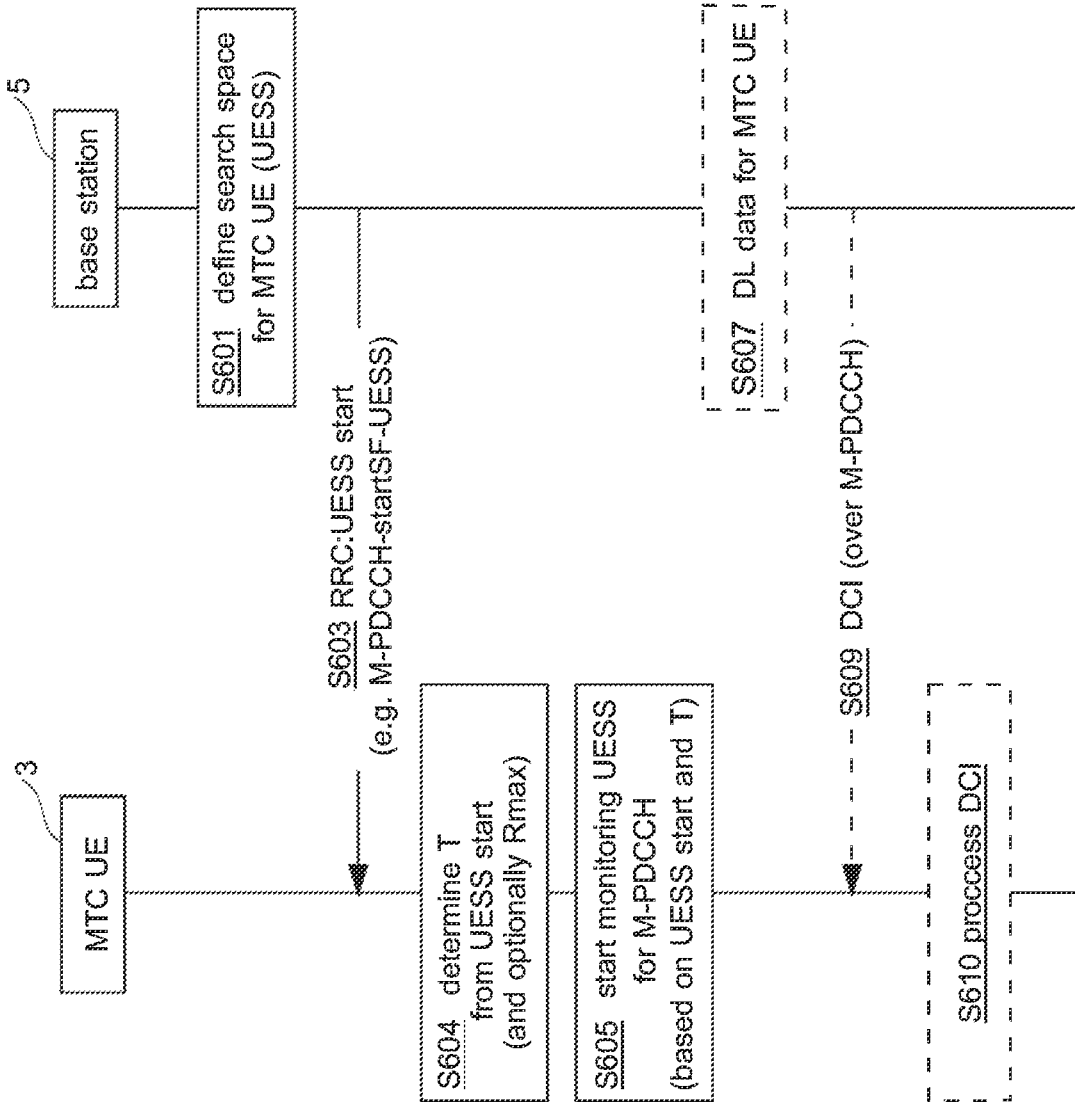 3
5
MTC UE
base station
S601 define search space
for MTC UE (UESS)
S603 RRC:UESS start
(e.g. M-PDCCH-startSF-UESS)
S604 determine T
from UESS start
(and optionally Rmax)
S605 start monitoring UESS
for M-PDCCH
(based on UESS start and T)
S607 DL data for MTC UE
S609 DCI (over M-PDCCH)
S610 proccess DCI